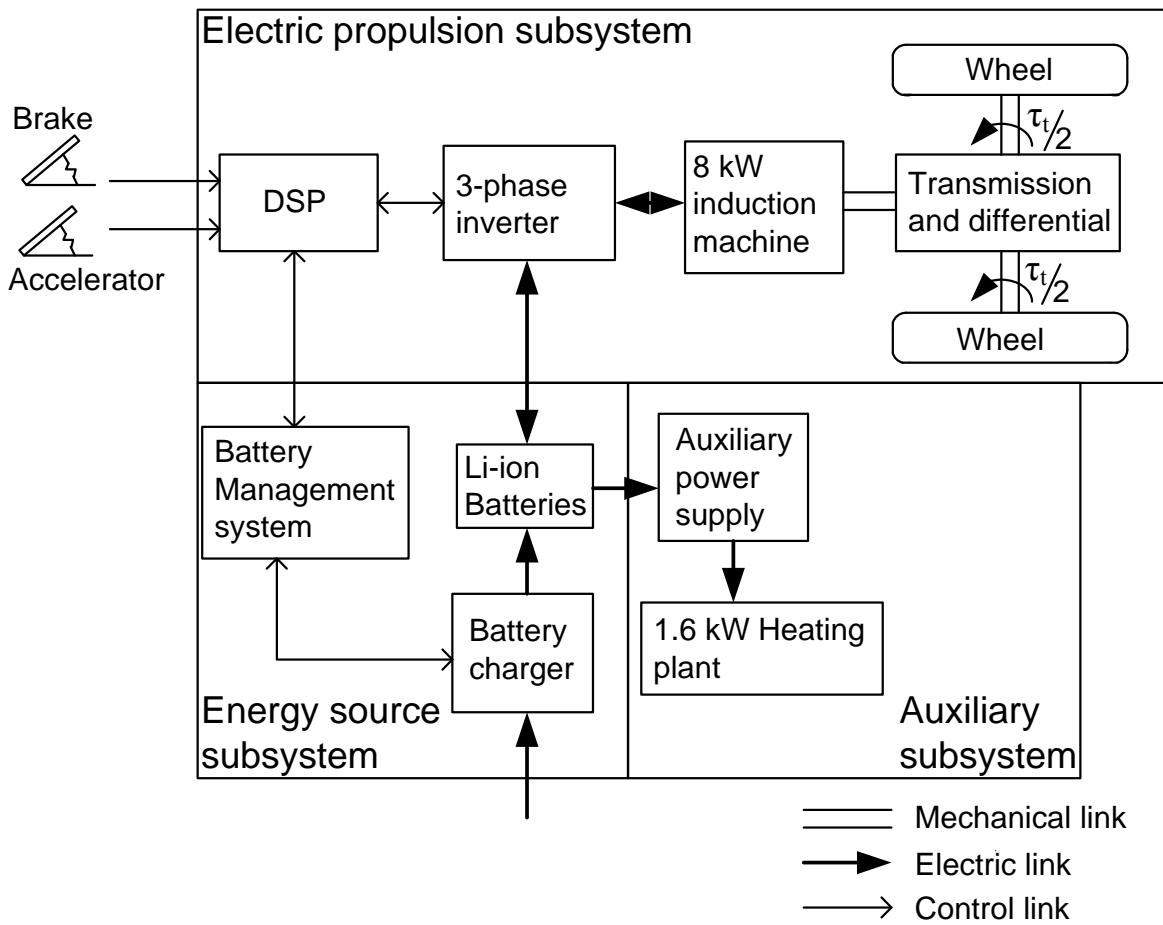 Electric propulsion subsystem
Brake
Accelerator
DSP
3-phase
inverter
8 kW
induction
machine
Wheel
τt/2
Transmission
and differential
τt/2
Wheel
Battery
Management
system
Li-ion
Batteries
Battery
charger
Energy source
subsystem
Auxiliary
power
supply
1.6 kW Heating
plant
Auxiliary
subsystem
Mechanical link
Electric link
Control link